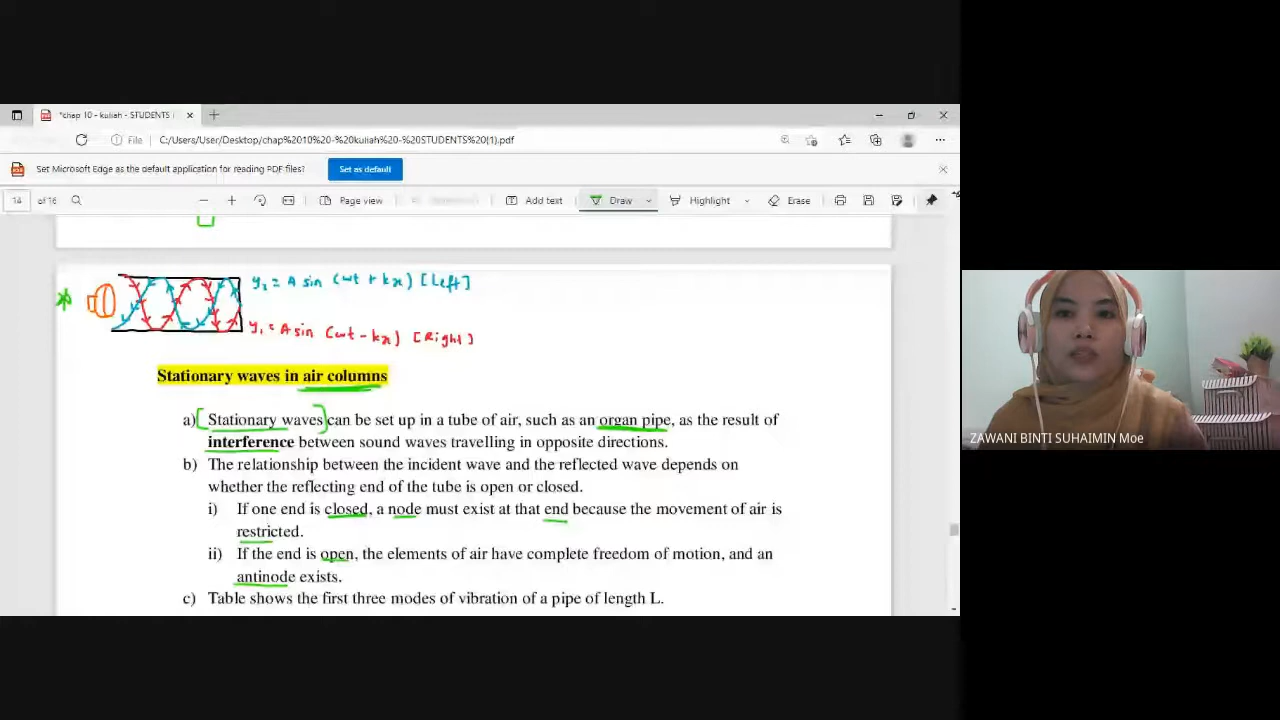 *chap 10 - kuliah - STUDENTS
File
C:/Users/User/Desktop/chap%2010%20-%20kuliah%20-%20STUDENTS%20(1).pdf
Set Microsoft Edge as the default application for reading PDF files?
Set as default
14 of 16
Page view
Add text
Draw
Highlight
Erase
y₂ = A sin (wt + kx) [Left]
y₁ = A sin (wt - kx) [Right]
Stationary waves in air columns
a) [Stationary waves] can be set up in a tube of air, such as an organ pipe, as the result of
interference between sound waves travelling in opposite directions.
b) The relationship between the incident wave and the reflected wave depends on
whether the reflecting end of the tube is open or closed.
i) If one end is closed, a node must exist at that end because the movement of air is
restricted.
ii) If the end is open, the elements of air have complete freedom of motion, and an
antinode exists.
c) Table shows the first three modes of vibration of a pipe of length L.
ZAWANI BINTI SUHAIMIN Moe